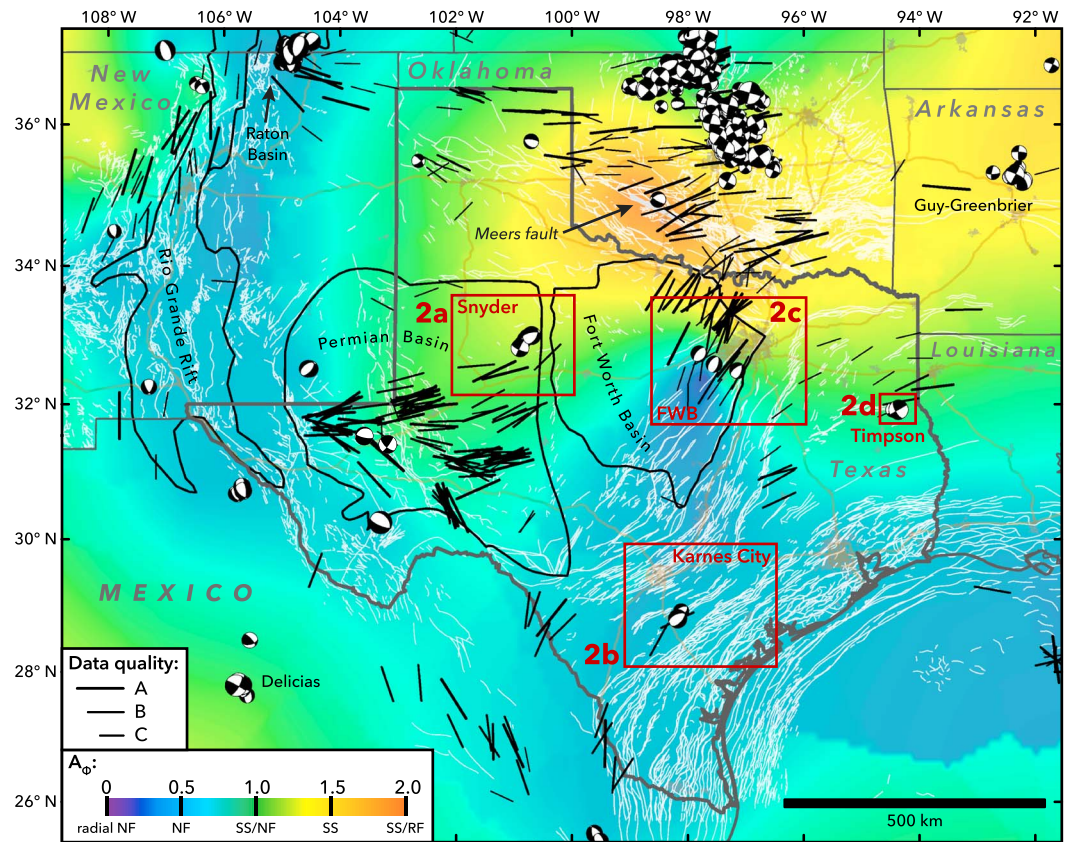 108° W 106° W 104° W 102° W 100° W 98° W 96° W 94° W 92° W
36° N
34° N
32° N
30° N
28° N
26° N
New
Mexico
Oklahoma
Arkansas
Raton
Basin
Guy-Greenbrier
Meers fault
Rio Grande Rift
Permian Basin
2a
Snyder
Fort Worth Basin
2c
FWB
Louisiana
2d
Timpson
Texas
Karnes City
2b
MEXICO
Delicias
Data quality:
A
B
C
AΦ:
0 0.5 1.0 1.5 2.0
radial NF NF SS/NF SS SS/RF
500 km